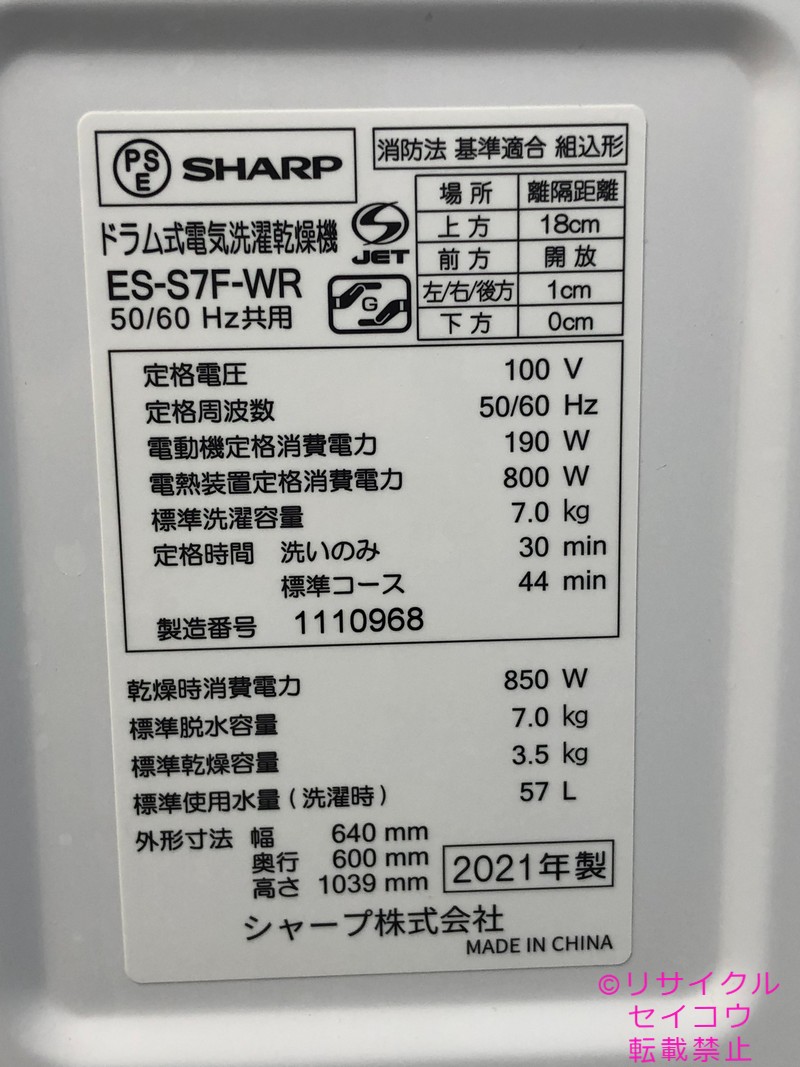 PSE SHARP
消防法 基準適合 組込形
場所 離隔距離
上方 18cm
前方 開放
左/右/後方 1cm
下方 0cm
ドラム式電気洗濯乾燥機
S JET
ES-S7F-WR
G
50/60 Hz共用
定格電圧 100 V
定格周波数 50/60 Hz
電動機定格消費電力 190 W
電熱装置定格消費電力 800 W
標準洗濯容量 7.0 kg
定格時間 洗いのみ 30 min
標準コース 44 min
製造番号 1110968
乾燥時消費電力 850 W
標準脱水容量 7.0 kg
標準乾燥容量 3.5 kg
標準使用水量(洗濯時) 57 L
外形寸法 幅 640 mm
奥行 600 mm
高さ 1039 mm
2021年製
シャープ株式会社
MADE IN CHINA
©リサイクル
セイコウ
転載禁止